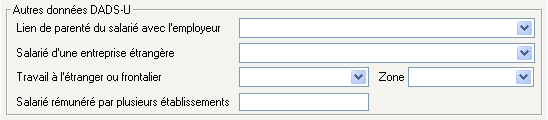 Autres données DADS-U
Lien de parenté du salarié avec l'employeur
Salarié d'une entreprise étrangère
Travail à l'étranger ou frontalier Zone
Salarié rémunéré par plusieurs établissements